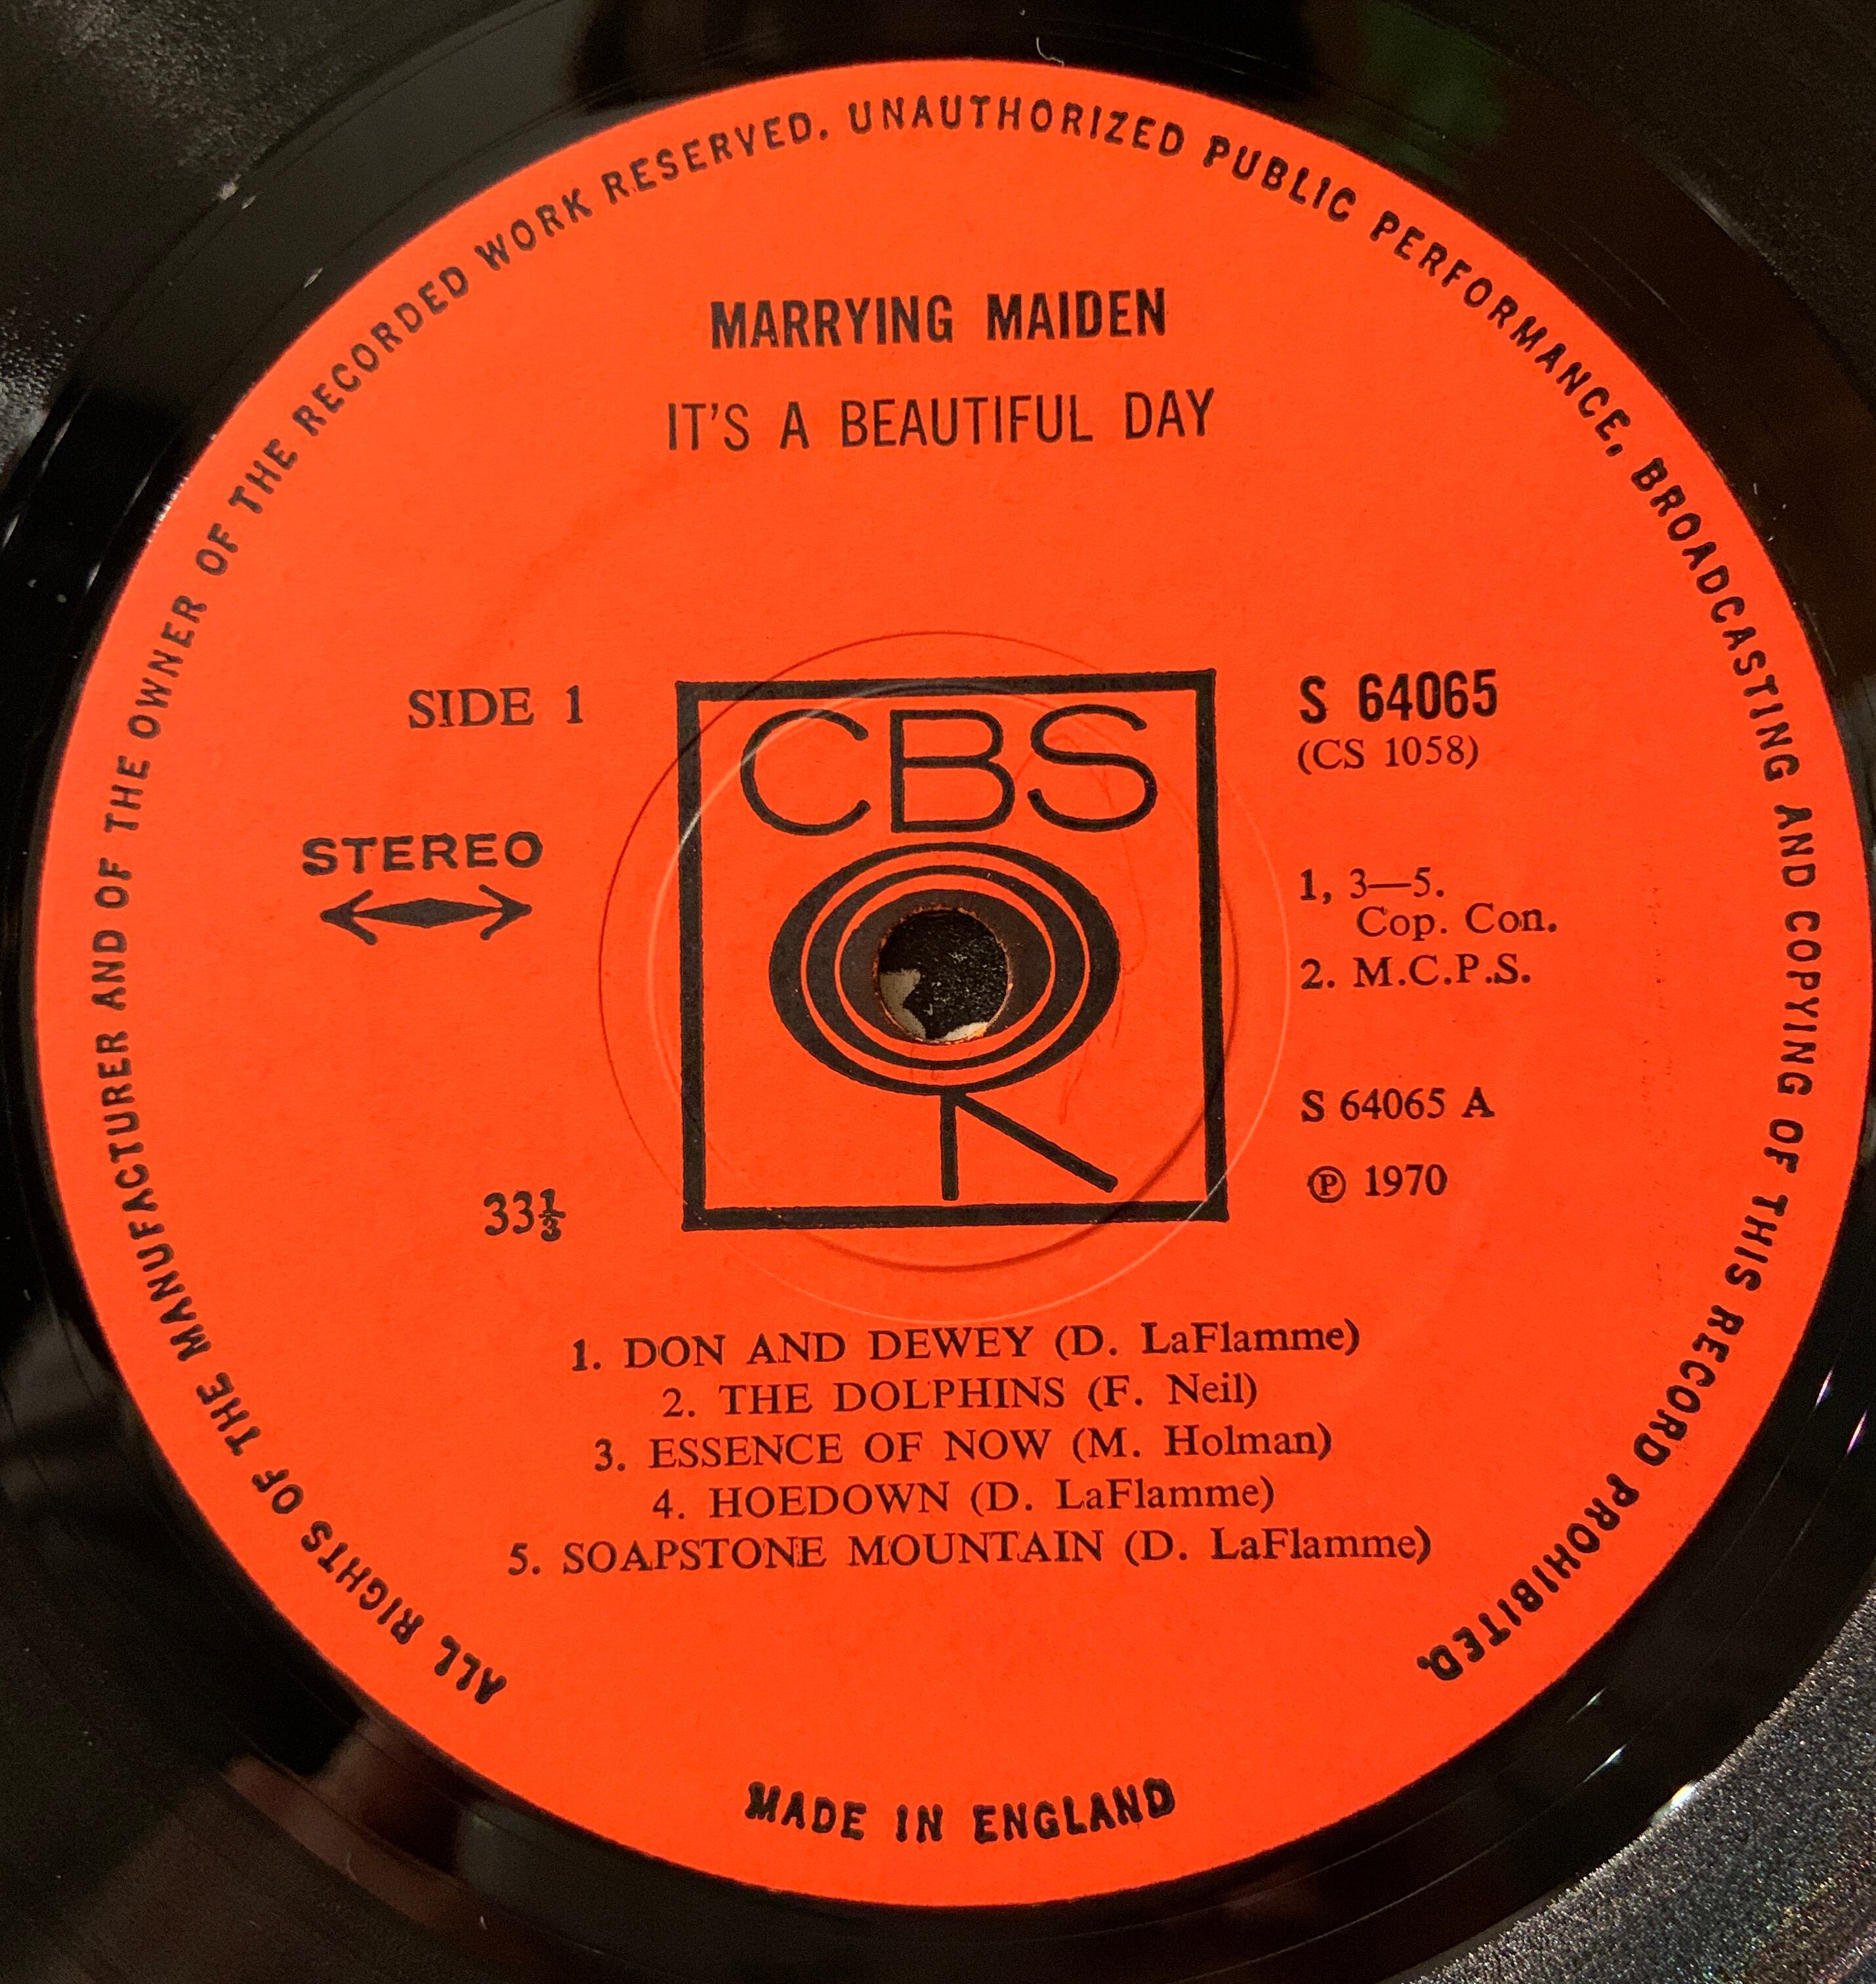 ALL RIGHTS OF THE MANUFACTURER AND OF THE OWNER OF THE RECORDED WORK RESERVED. UNAUTHORIZED PUBLIC PERFORMANCE, BROADCASTING AND COPYING OF THIS RECORD PROHIBITED.
MARRYING MAIDEN
IT'S A BEAUTIFUL DAY
SIDE 1
STEREO
33⅓
CBS
S 64065
(CS 1058)
1, 3—5.
Cop. Con.
2. M.C.P.S.
S 64065 A
℗ 1970
1. DON AND DEWEY (D. LaFlamme)
2. THE DOLPHINS (F. Neil)
3. ESSENCE OF NOW (M. Holman)
4. HOEDOWN (D. LaFlamme)
5. SOAPSTONE MOUNTAIN (D. LaFlamme)
MADE IN ENGLAND